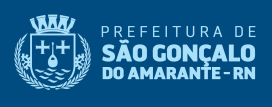 PREFEITURA DE
SÃO GONÇALO
DO AMARANTE-RN